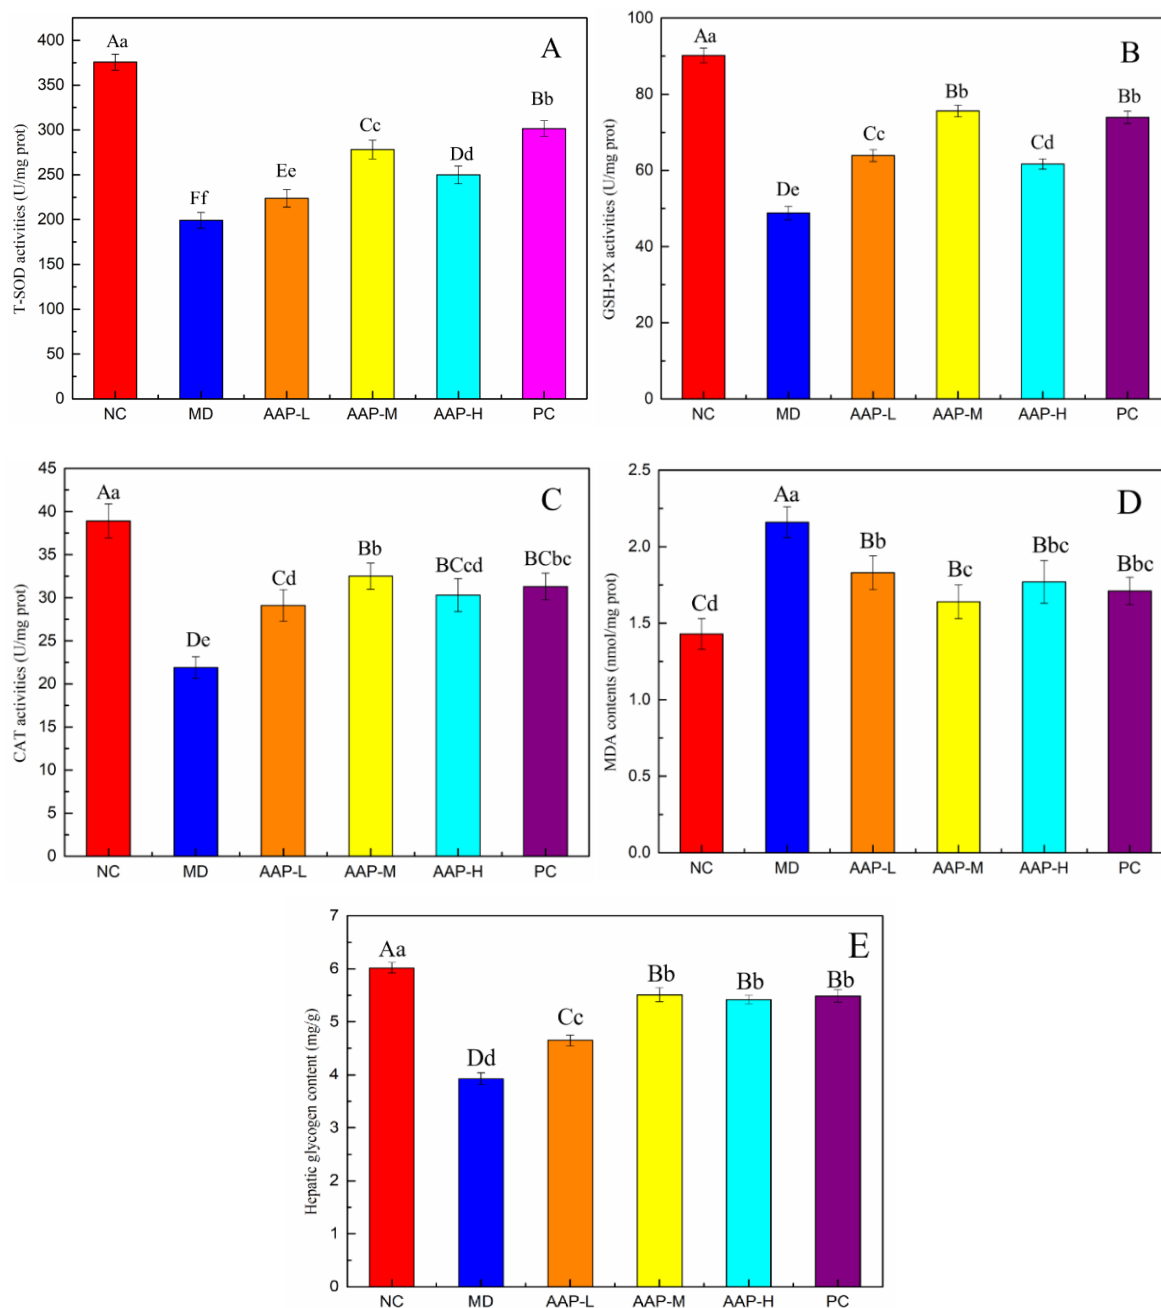 A
T-SOD activities (U/mg prot)
400
350
300
250
200
150
100
50
0
Aa
Ff
Ee
Cc
Dd
Bb
NC MD AAP-L AAP-M AAP-H PC
B
GSH-PX activities (U/mg prot)
100
80
60
40
20
0
Aa
De
Cc
Bb
Cd
Bb
NC MD AAP-L AAP-M AAP-H PC
C
CAT activities (U/mg prot)
45
40
35
30
25
20
15
10
5
0
Aa
De
Cd
Bb
BCcd
BCbc
NC MD AAP-L AAP-M AAP-H PC
D
MDA contents (nmol/mg prot)
2.5
2.0
1.5
1.0
0.5
0.0
Cd
Aa
Bb
Bc
Bbc
Bbc
NC MD AAP-L AAP-M AAP-H PC
E
Hepatic glycogen content (mg/g)
7
6
5
4
3
2
1
0
Aa
Dd
Cc
Bb
Bb
Bb
NC MD AAP-L AAP-M AAP-H PC